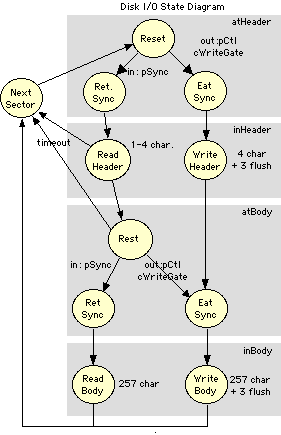 Disk I/O State Diagram
atHeader
Reset
out:pCtl
cWriteGate
in: pSync
Next
Sector
Ret.
Sync
Eat
Sync
inHeader
timeout
Read
Header
1-4 char.
Write
Header
4 char
+ 3 flush
atBody
Rest
in: pSync
out:pCtl
cWriteGate
Ret
Sync
Eat
Sync
inBody
Read
Body
257 char
Write
Body
257 char
+ 3 flush